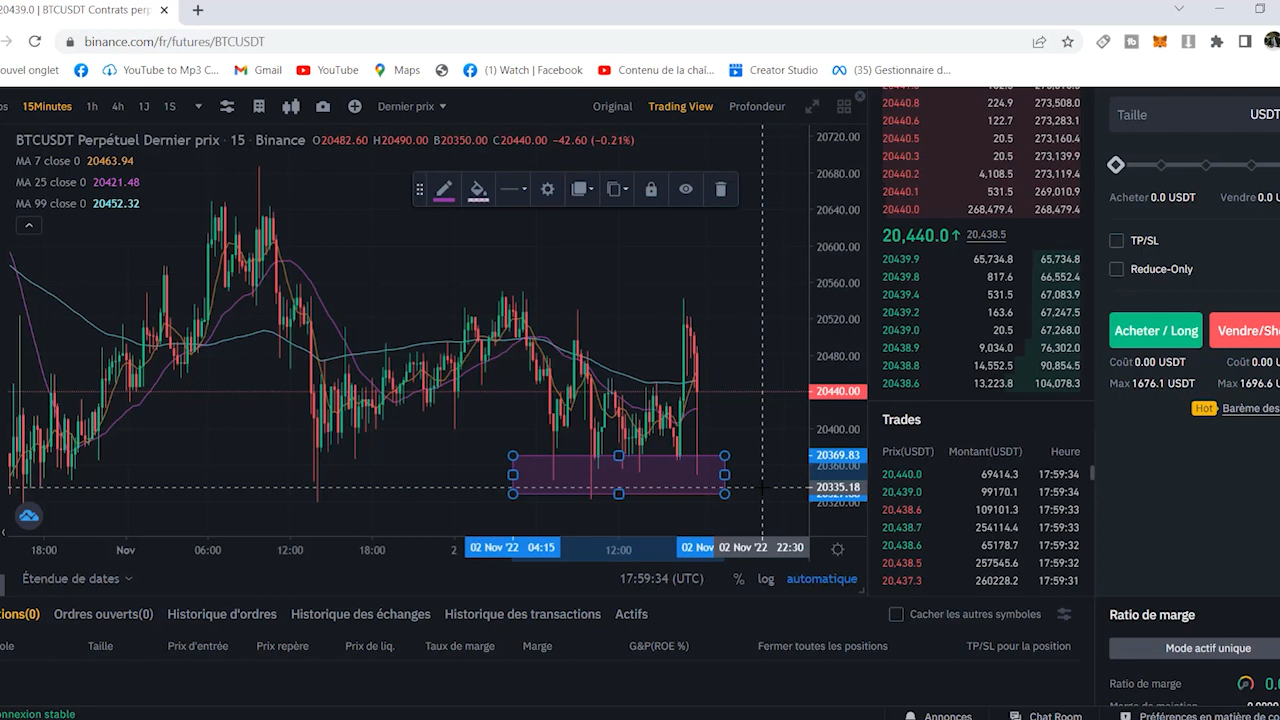 20439.0 | BTCUSDT Contrats perp
binance.com/fr/futures/BTCUSDT
ouvel onglet
YouTube to Mp3 C...
Gmail
YouTube
Maps
(1) Watch | Facebook
Contenu de la chaî...
Creator Studio
(35) Gestionnaire d...
15Minutes 1h 4h 1J 1S
Dernier prix
Original Trading View Profondeur
BTCUSDT Perpétuel Dernier prix · 15 · Binance O20482.60 H20490.00 B20350.00 C20440.00 −42.60 (−0.21%)
MA 7 close 0 20463.94
MA 25 close 0 20421.48
MA 99 close 0 20452.32
20720.00
20680.00
20640.00
20600.00
20560.00
20520.00
20480.00
20440.00
20400.00
20369.83
20360.00
20335.18
20320.00
18:00 Nov 06:00 12:00 18:00 2 02 Nov '22 04:15 12:00 02 Nov 02 Nov '22 22:30
Étendue de dates
17:59:34 (UTC) % log automatique
20440.8 224.9 273,508.0
20440.6 122.7 273,283.1
20440.5 20.5 273,160.4
20440.3 20.5 273,139.9
20440.2 4,108.5 273,119.4
20440.1 531.5 269,010.9
20440.0 268,479.4 268,479.4
20,440.0↑ 20,438.5
20439.9 65,734.8 65,734.8
20439.8 817.6 66,552.4
20439.4 531.5 67,083.9
20439.2 163.6 67,247.5
20439.0 20.5 67,268.0
20438.9 9,034.0 76,302.0
20438.8 14,552.5 90,854.5
20438.6 13,223.8 104,078.3
Trades
Prix(USDT) Montant(USDT) Heure
20,440.0 69414.3 17:59:34
20,439.0 99170.1 17:59:34
20,438.6 109101.3 17:59:33
20,438.7 254114.4 17:59:33
20,438.6 65178.7 17:59:32
20,438.5 257545.6 17:59:32
20,437.3 260228.2 17:59:31
Taille USDT
Acheter 0.0 USDT Vendre 0.0 U
TP/SL
Reduce-Only
Acheter / Long Vendre/Sho
Coût 0.00 USDT Coût 0.00 U
Max 1676.1 USDT Max 1696.6 U
Hot Barème des
tions(0) Ordres ouverts(0) Historique d'ordres Historique des échanges Historique des transactions Actifs
Cacher les autres symboles
ole Taille Prix d'entrée Prix repère Prix de liq. Taux de marge Marge G&P(ROE %) Fermer toutes les positions TP/SL pour la position
Ratio de marge
Mode actif unique
Ratio de marge 0.0
onnexion stable
Annonces
Chat Room
Préférences en matière de co